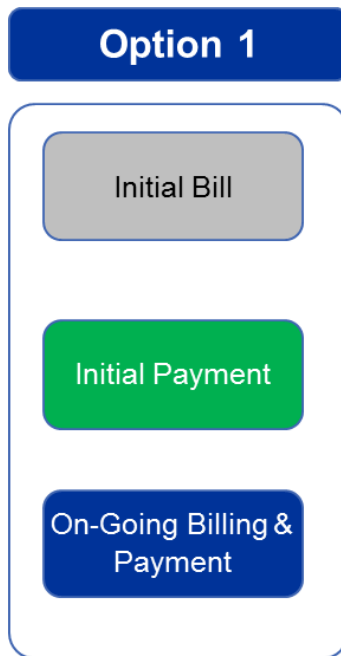 Option 1
Initial Bill
Initial Payment
On-Going Billing &
Payment